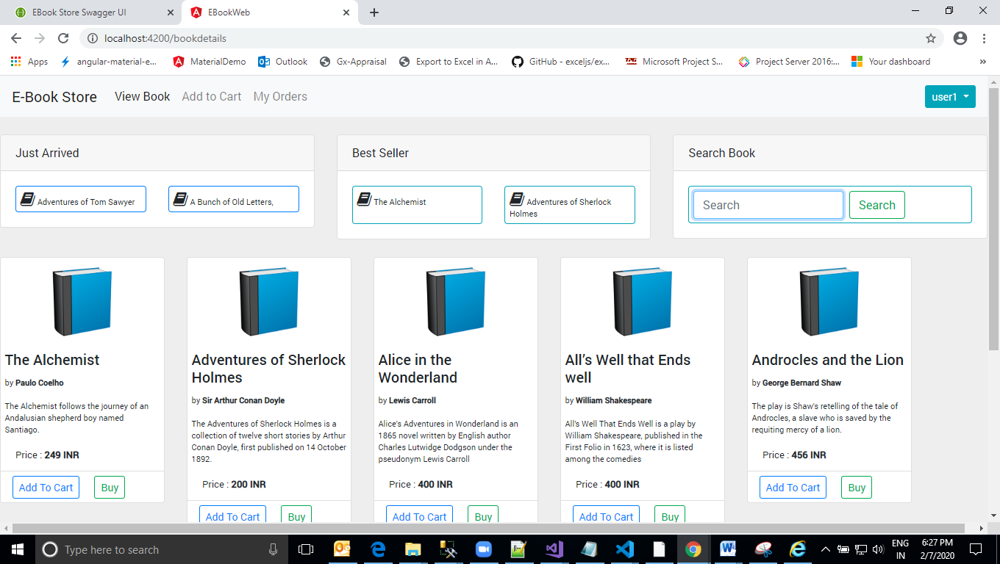 EBook Store Swagger UI
EBookWeb
localhost:4200/bookdetails
Apps
angular-material-e...
MaterialDemo
Outlook
Gx-Appraisal
Export to Excel in A...
GitHub - exceljs/ex...
Microsoft Project S...
Project Server 2016:...
Your dashboard
»
E-Book Store
View Book
Add to Cart
My Orders
user1
Just Arrived
Adventures of Tom Sawyer
A Bunch of Old Letters,
Best Seller
The Alchemist
Adventures of Sherlock
Holmes
Search Book
Search
Search
The Alchemist
by Paulo Coelho
The Alchemist follows the journey of an
Andalusian shepherd boy named
Santiago.
Price : 249 INR
Add To Cart
Buy
Adventures of Sherlock
Holmes
by Sir Arthur Conan Doyle
The Adventures of Sherlock Holmes is a
collection of twelve short stories by Arthur
Conan Doyle, first published on 14 October
1892.
Price : 200 INR
Add To Cart
Buy
Alice in the
Wonderland
by Lewis Carroll
Alice's Adventures in Wonderland is an
1865 novel written by English author
Charles Lutwidge Dodgson under the
pseudonym Lewis Carroll
Price : 400 INR
Add To Cart
Buy
All's Well that Ends
well
by William Shakespeare
All's Well That Ends Well is a play by
William Shakespeare, published in the
First Folio in 1623, where it is listed
among the comedies
Price : 400 INR
Add To Cart
Buy
Androcles and the Lion
by George Bernard Shaw
The play is Shaw's retelling of the tale of
Androcles, a slave who is saved by the
requiting mercy of a lion.
Price : 456 INR
Add To Cart
Buy
Type here to search
ENG
IN
6:27 PM
2/7/2020